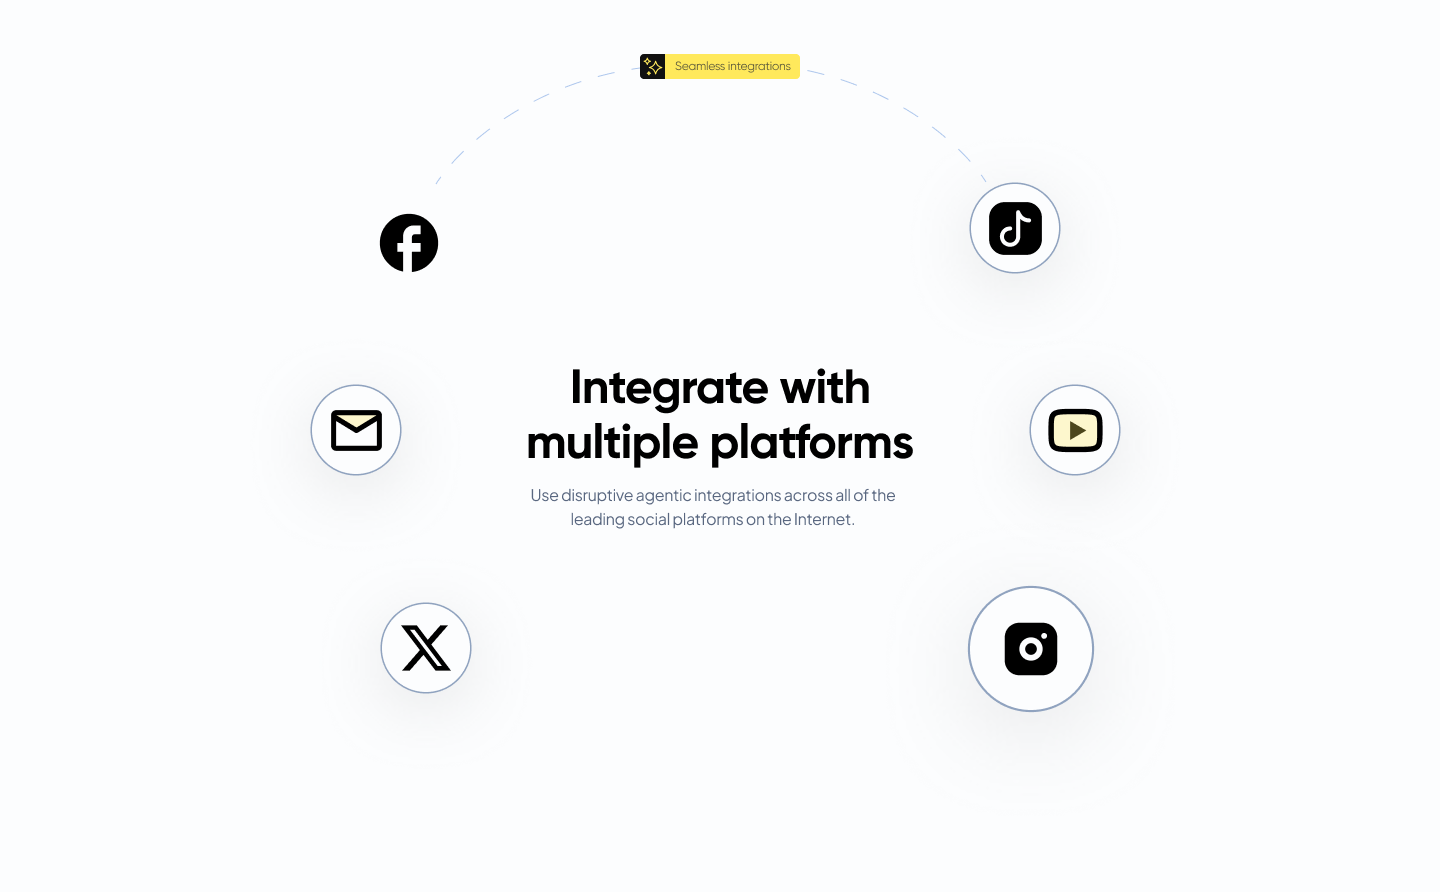 Seamless integrations
Integrate with
multiple platforms
Use disruptive agentic integrations across all of the
leading social platforms on the Internet.